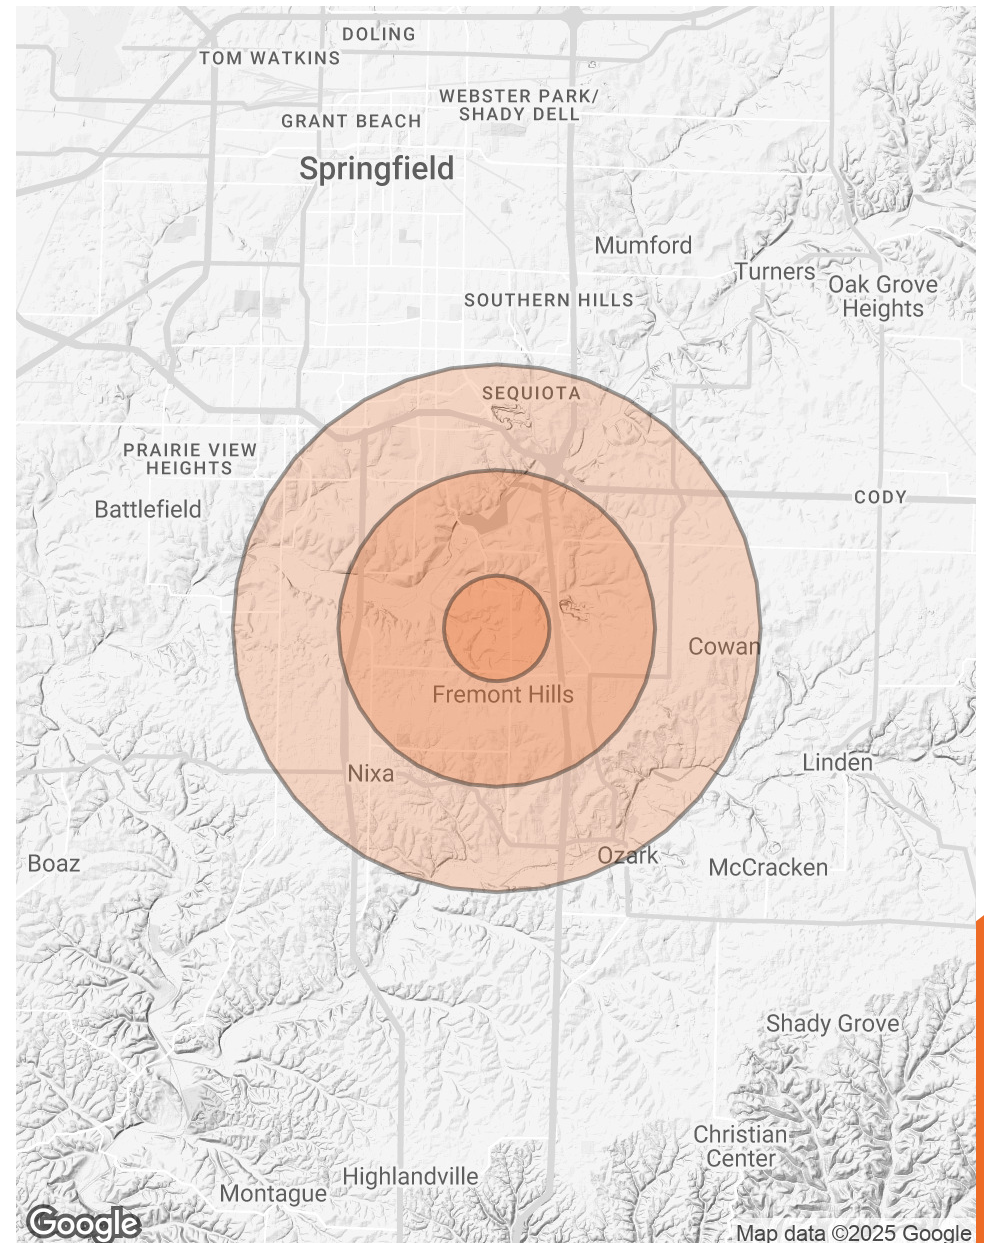 DOLING
TOM WATKINS
WEBSTER PARK/
SHADY DELL
GRANT BEACH
Springfield
Mumford
Turners
Oak Grove
Heights
SOUTHERN HILLS
SEQUIOTA
PRAIRIE VIEW
HEIGHTS
Battlefield
CODY
Cowan
Fremont Hills
Linden
Nixa
Ozark
Boaz
McCracken
Shady Grove
Christian
Center
Highlandville
Montague
Google
Map data ©2025 Google